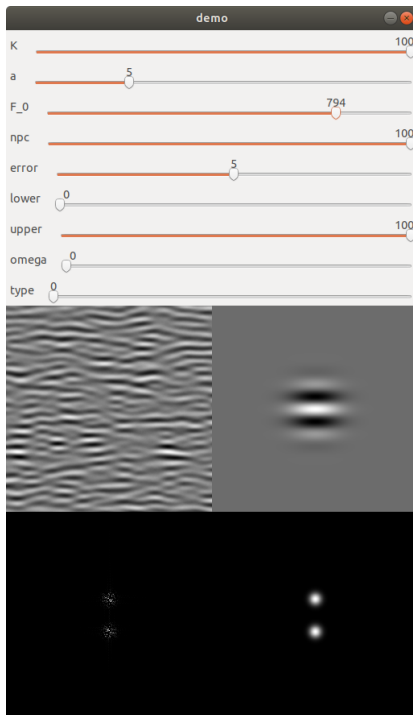 demo
K 100
a 5
F_0 794
npc 100
error 5
lower 0
upper 100
omega 0
type 0